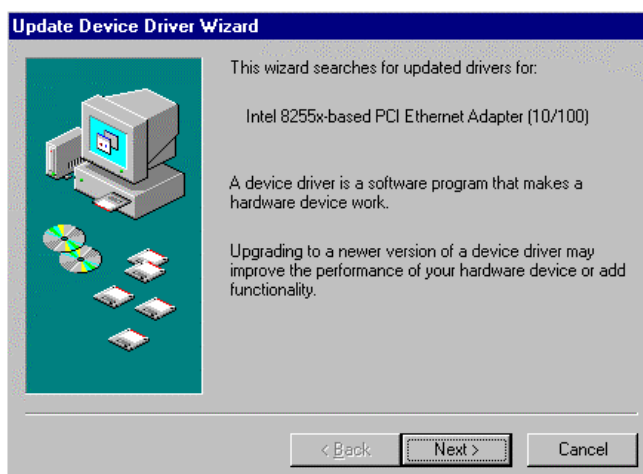 Update Device Driver Wizard
This wizard searches for updated drivers for:
Intel 8255x-based PCI Ethernet Adapter (10/100)
A device driver is a software program that makes a
hardware device work.
Upgrading to a newer version of a device driver may
improve the performance of your hardware device or add
functionality.
< Back
Next >
Cancel